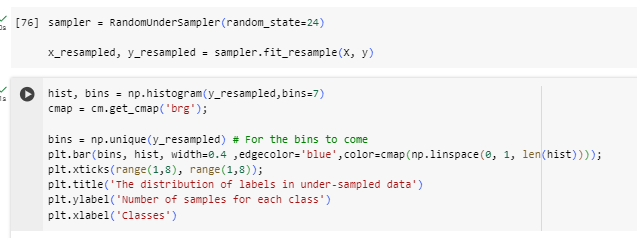 [76] sampler = RandomUnderSampler(random_state=24)
x_resampled, y_resampled = sampler.fit_resample(X, y)
hist, bins = np.histogram(y_resampled,bins=7)
cmap = cm.get_cmap('brg');
bins = np.unique(y_resampled) # For the bins to come
plt.bar(bins, hist, width=0.4 ,edgecolor='blue',color=cmap(np.linspace(0, 1, len(hist))));
plt.xticks(range(1,8), range(1,8));
plt.title('The distribution of labels in under-sampled data')
plt.ylabel('Number of samples for each class')
plt.xlabel('Classes')